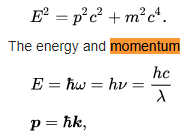 E² = p²c² + m²c⁴.
The energy and momentum
E = ℏω = hν = hc/λ
p = ℏk,